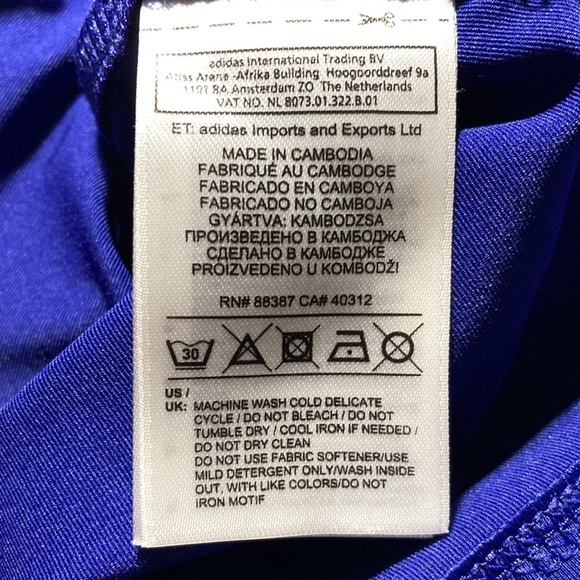 adidas International Trading BV
Atlas Arena -Afrika Building Hoogoorddreef 9a
1101 BA Amsterdam ZO The Netherlands
VAT NO. NL 8073.01.322.B.01
ET: adidas Imports and Exports Ltd
MADE IN CAMBODIA
FABRIQUÉ AU CAMBODGE
FABRICADO EN CAMBOYA
FABRICADO NO CAMBOJA
GYÁRTVA: KAMBODZSA
ПРОИЗВЕДЕНО В КАМБОДЖА
СДЕЛАНО В КАМБОДЖЕ
PROIZVEDENO U KOMBODŽI
RN# 88387 CA# 40312
30
US /
UK: MACHINE WASH COLD DELICATE
CYCLE / DO NOT BLEACH / DO NOT
TUMBLE DRY / COOL IRON IF NEEDED /
DO NOT DRY CLEAN
DO NOT USE FABRIC SOFTENER/USE
MILD DETERGENT ONLY/WASH INSIDE
OUT, WITH LIKE COLORS/DO NOT
IRON MOTIF